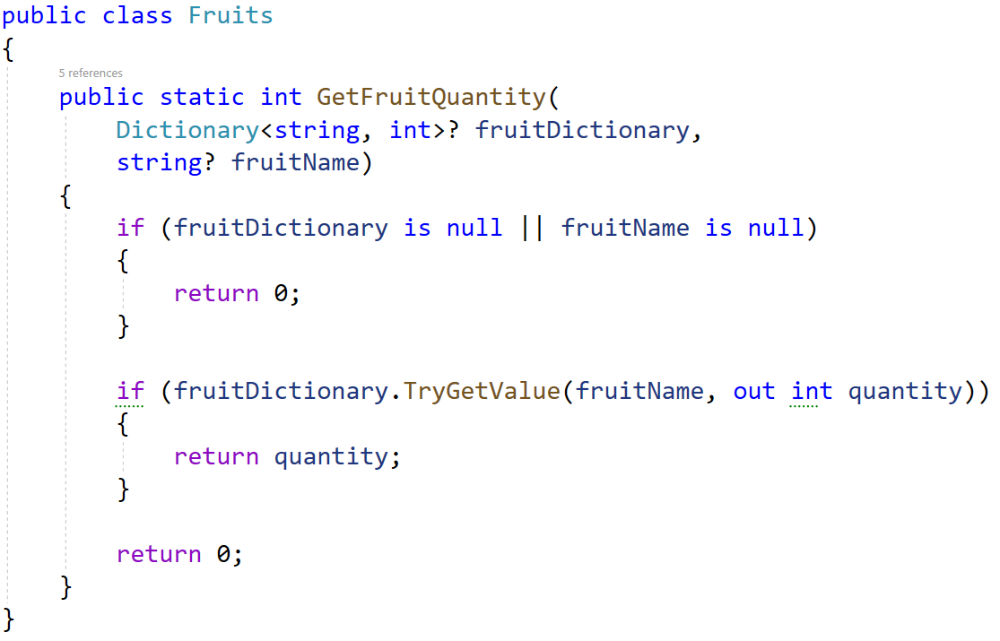 public class Fruits
{
5 references
public static int GetFruitQuantity(
Dictionary<string, int>? fruitDictionary,
string? fruitName)
{
if (fruitDictionary is null || fruitName is null)
{
return 0;
}
if (fruitDictionary.TryGetValue(fruitName, out int quantity))
{
return quantity;
}
return 0;
}
}